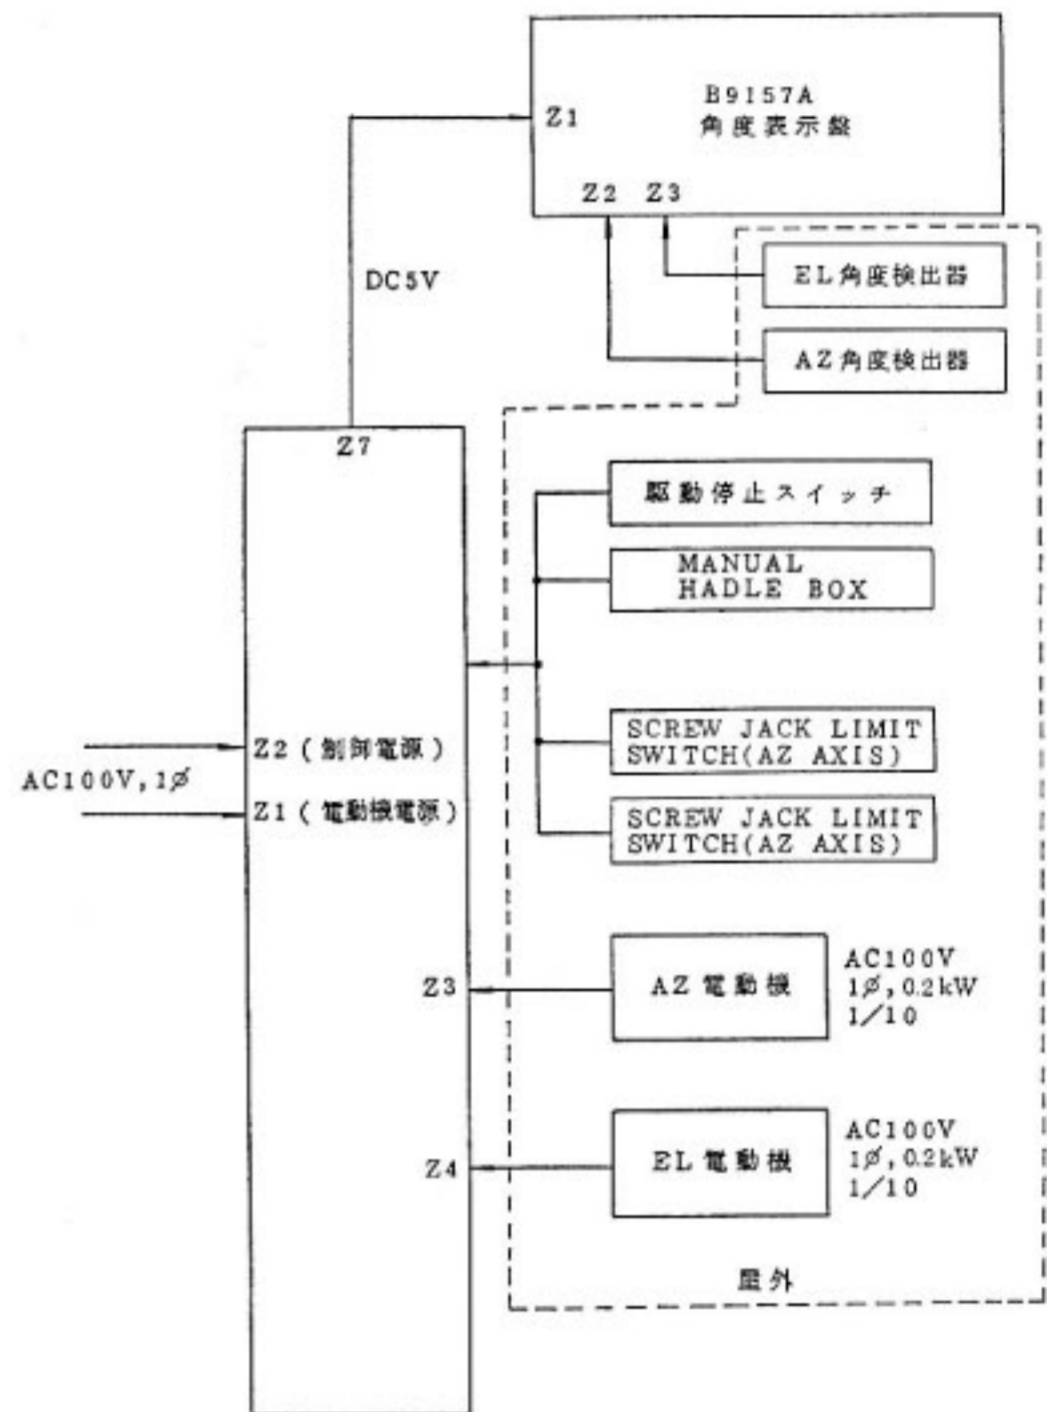 B9157A
角度表示盤
Z1
Z2 Z3
EL角度検出器
DC5V
AZ角度検出器
Z7
駆動停止スイッチ
MANUAL
HADLE BOX
SCREW JACK LIMIT
SWITCH(AZ AXIS)
Z2(制御電源)
AC100V,1φ
Z1(電動機電源)
SCREW JACK LIMIT
SWITCH(AZ AXIS)
Z3
AZ電動機
AC100V
1φ,0.2kW
1/10
Z4
EL電動機
AC100V
1φ,0.2kW
1/10
屋外